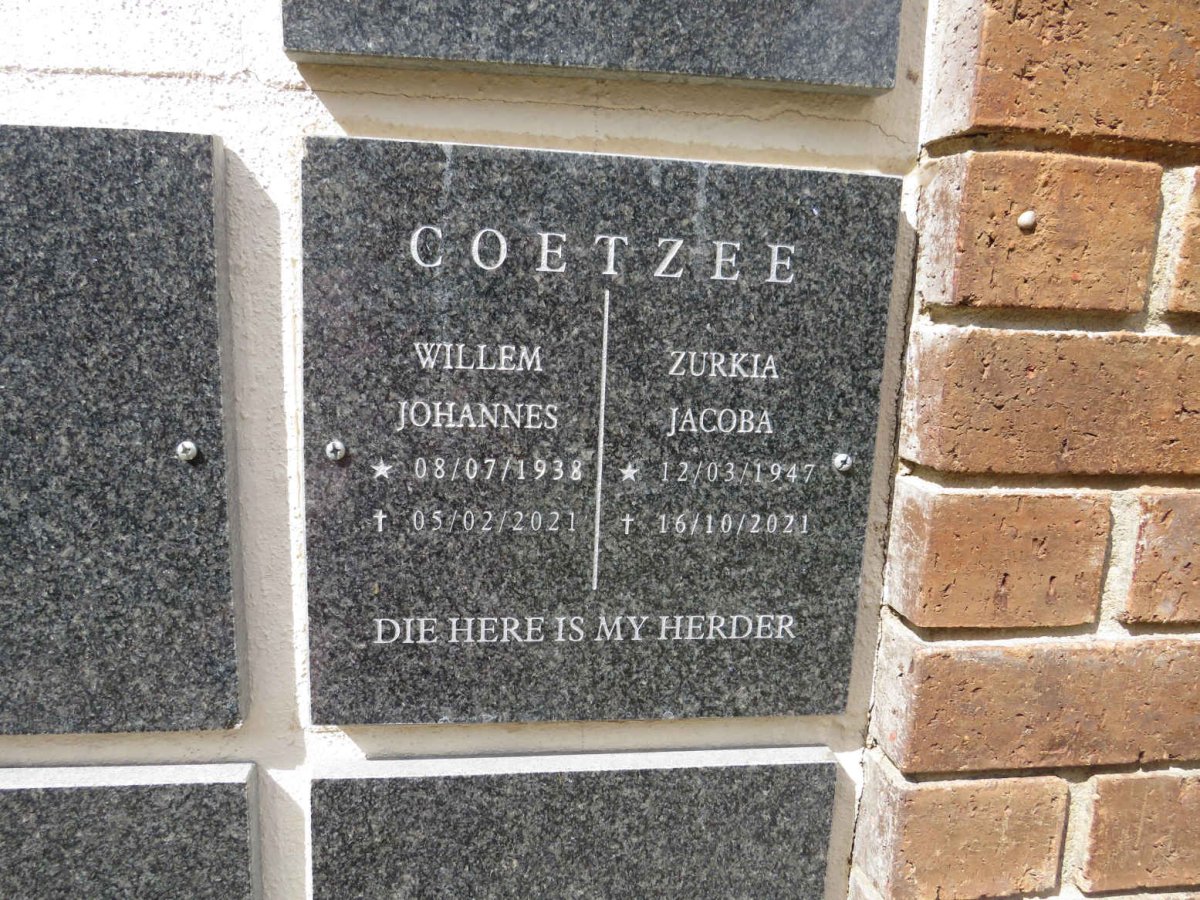 COETZEE
WILLEM
JOHANNES
★ 08/07/1938
✝ 05/02/2021
ZURKIA
JACOBA
★ 12/03/1947
✝ 16/10/2021
DIE HERE IS MY HERDER